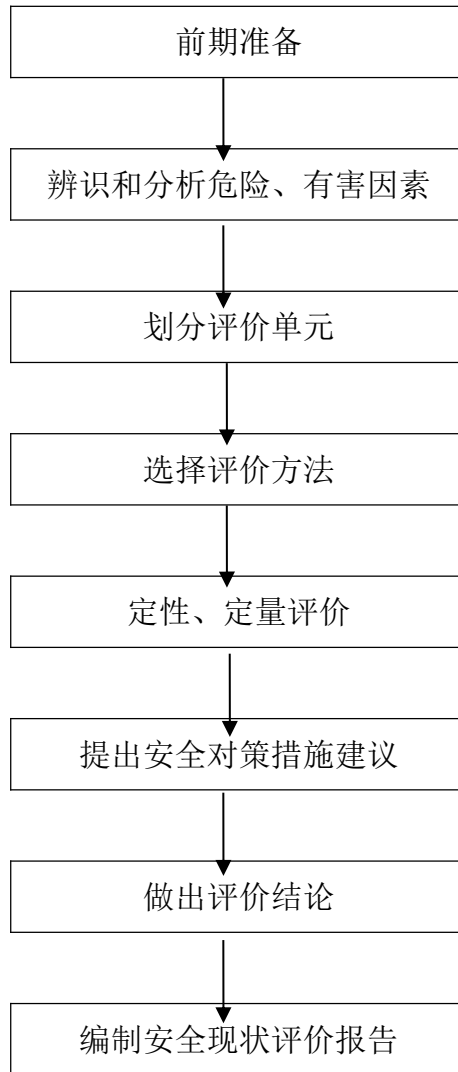 前期准备
辨识和分析危险、有害因素
划分评价单元
选择评价方法
定性、定量评价
提出安全对策措施建议
做出评价结论
编制安全现状评价报告